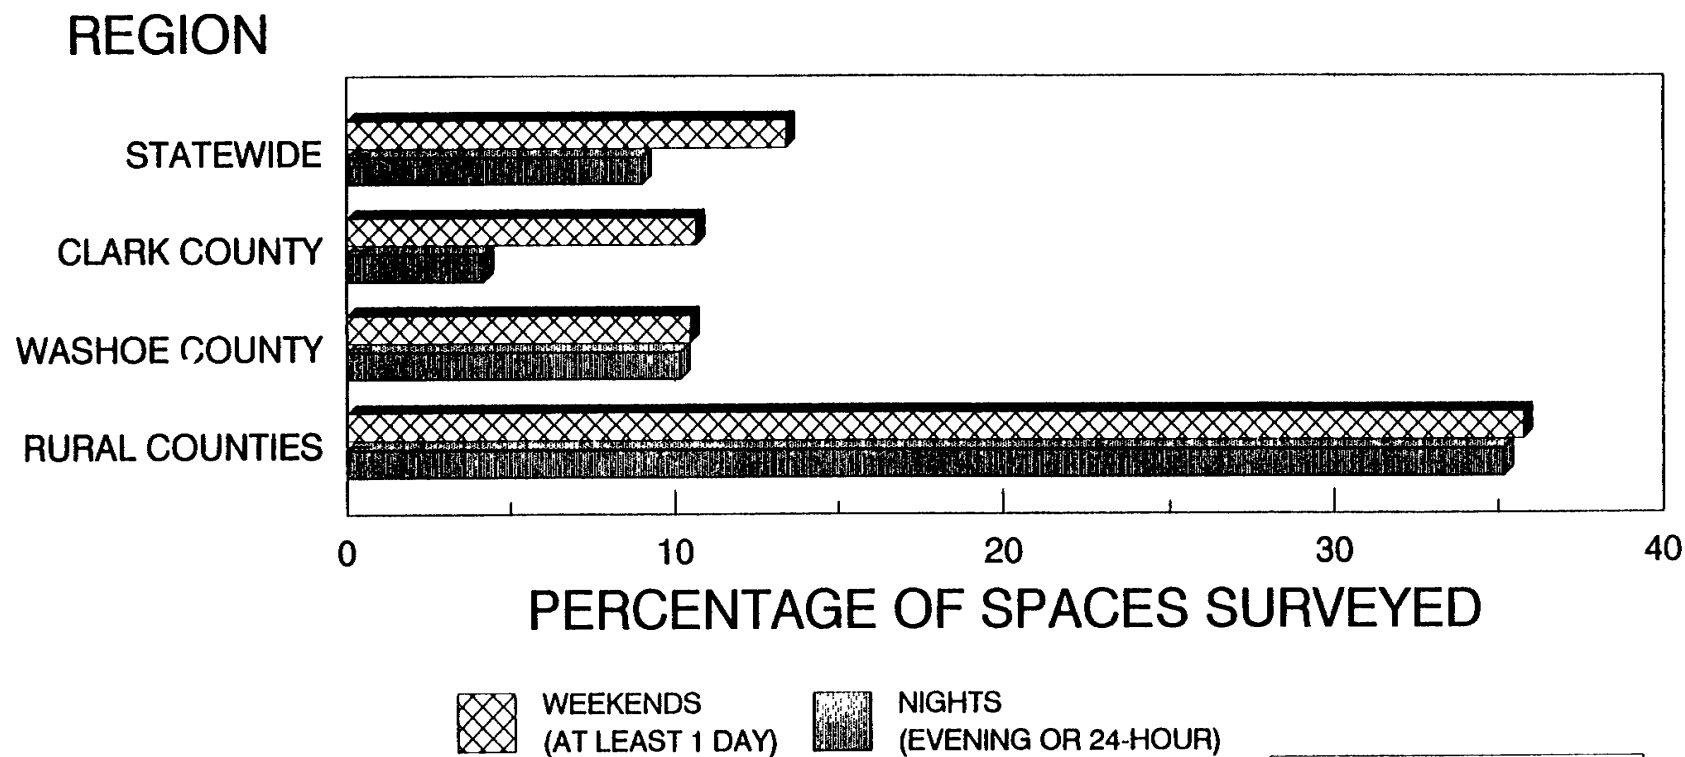 REGION
STATEWIDE
CLARK COUNTY
WASHOE COUNTY
RURAL COUNTIES
0 10 20 30 40
PERCENTAGE OF SPACES SURVEYED
WEEKENDS
(AT LEAST 1 DAY)
NIGHTS
(EVENING OR 24-HOUR)